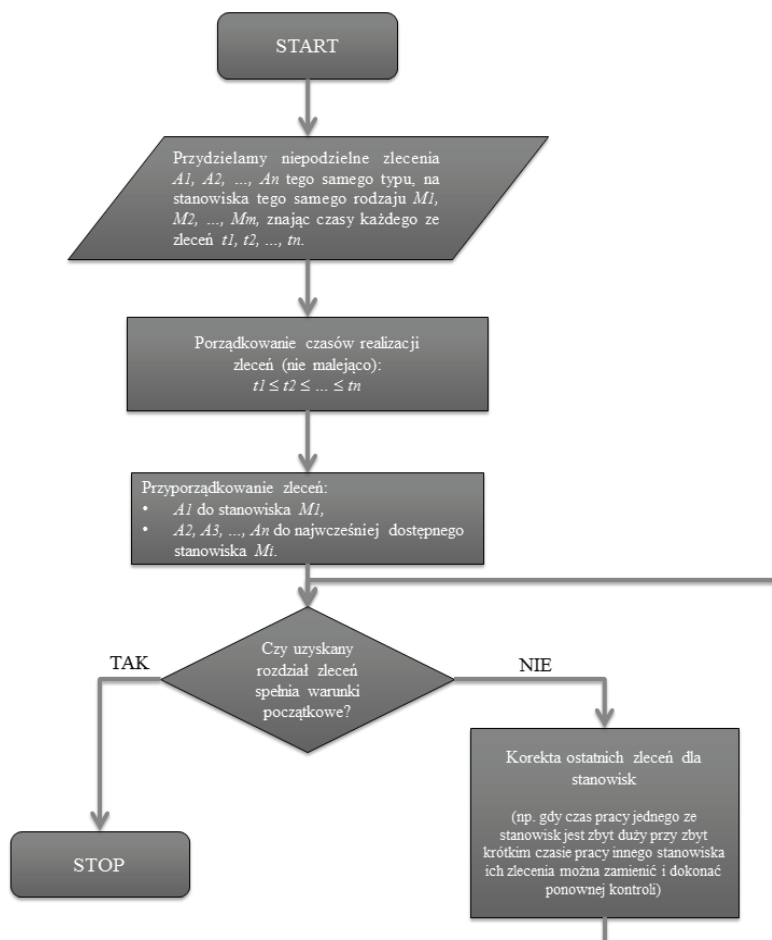 START
Przydzielamy niepodzielne zlecenia
A1, A2, ..., An tego samego typu, na
stanowiska tego samego rodzaju M1,
M2, ..., Mm, znając czasy każdego ze
zleceń t1, t2, ..., tn.
Porządkowanie czasów realizacji
zleceń (nie malejąco):
t1 ≤ t2 ≤ ... ≤ tn
Przyporządkowanie zleceń:
• A1 do stanowiska M1,
• A2, A3, ..., An do najwcześniej dostępnego
stanowiska Mi.
Czy uzyskany
rozdział zleceń
spełnia warunki
początkowe?
TAK
NIE
Korekta ostatnich zleceń dla
stanowisk
(np. gdy czas pracy jednego ze
stanowisk jest zbyt duży przy zbyt
krótkim czasie pracy innego stanowiska
ich zlecenia można zamienić i dokonać
ponownej kontroli)
STOP